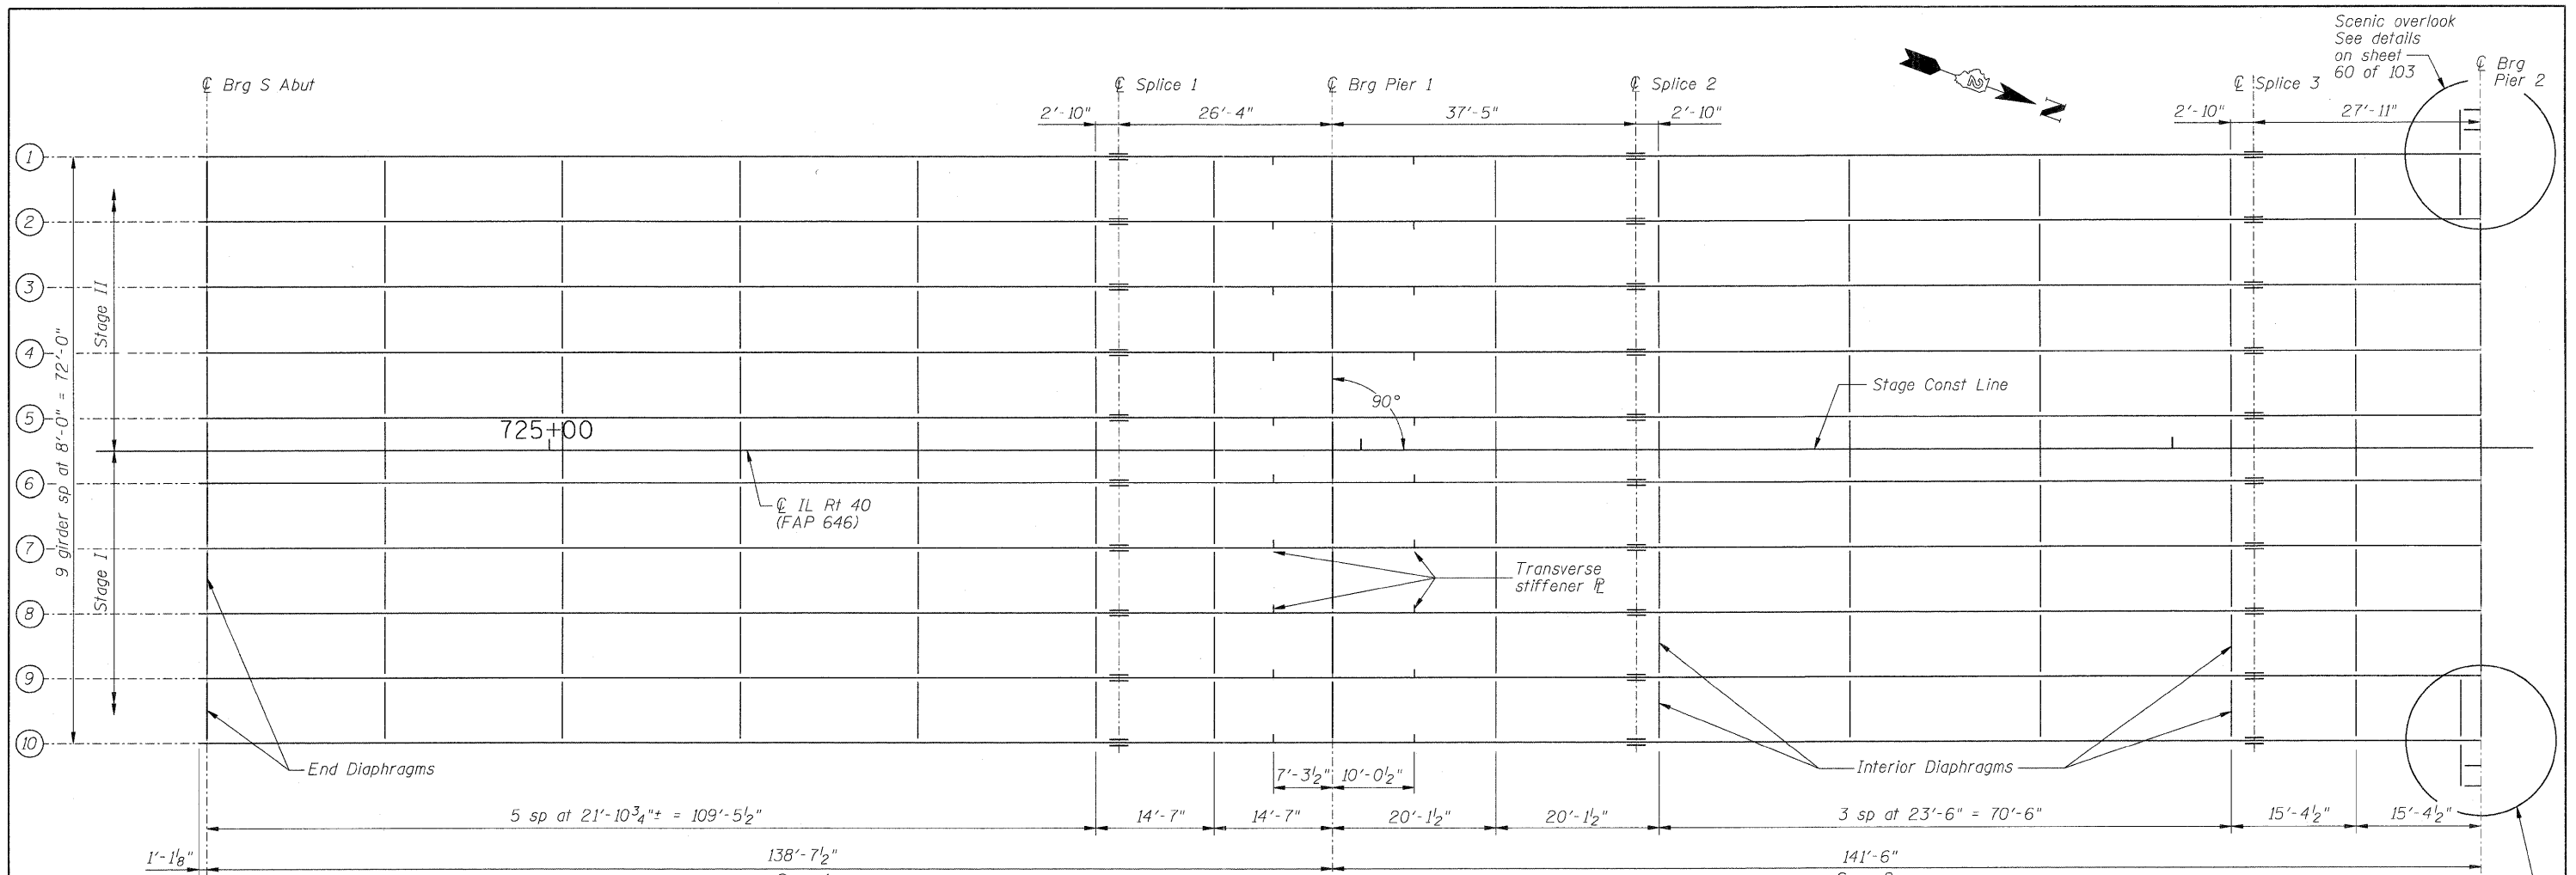 Scenic overlook
See details
on sheet
60 of 103
℄ Brg S Abut
℄ Splice 1
℄ Brg Pier 1
℄ Splice 2
℄ Splice 3
℄ Brg
Pier 2
2'-10"
26'-4"
37'-5"
2'-10"
2'-10"
27'-11"
N
1
2
3
4
5
6
7
8
9
10
9 girder sp at 8'-0" = 72'-0"
Stage II
Stage I
725+00
90°
Stage Const Line
℄ IL Rt 40
(FAP 646)
Transverse
stiffener ℄
End Diaphragms
Interior Diaphragms
7'-3½"
10'-0½"
5 sp at 21'-10¾"± = 109'-5½"
14'-7"
14'-7"
20'-1½"
20'-1½"
3 sp at 23'-6" = 70'-6"
15'-4½"
15'-4½"
1'-1⅛"
138'-7½"
141'-6"